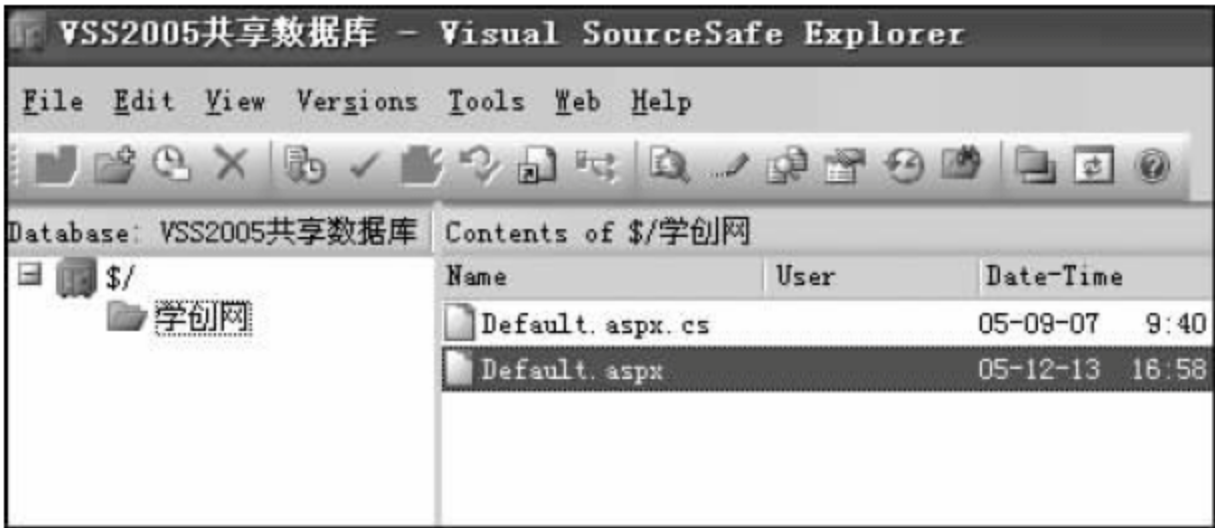 VSS2005共享数据库 - Visual SourceSafe Explorer
File Edit View Versions Tools Web Help
Database: VSS2005共享数据库
Contents of $/学创网
$/
学创网
Name User Date-Time
Default.aspx.cs 05-09-07 9:40
Default.aspx 05-12-13 16:58